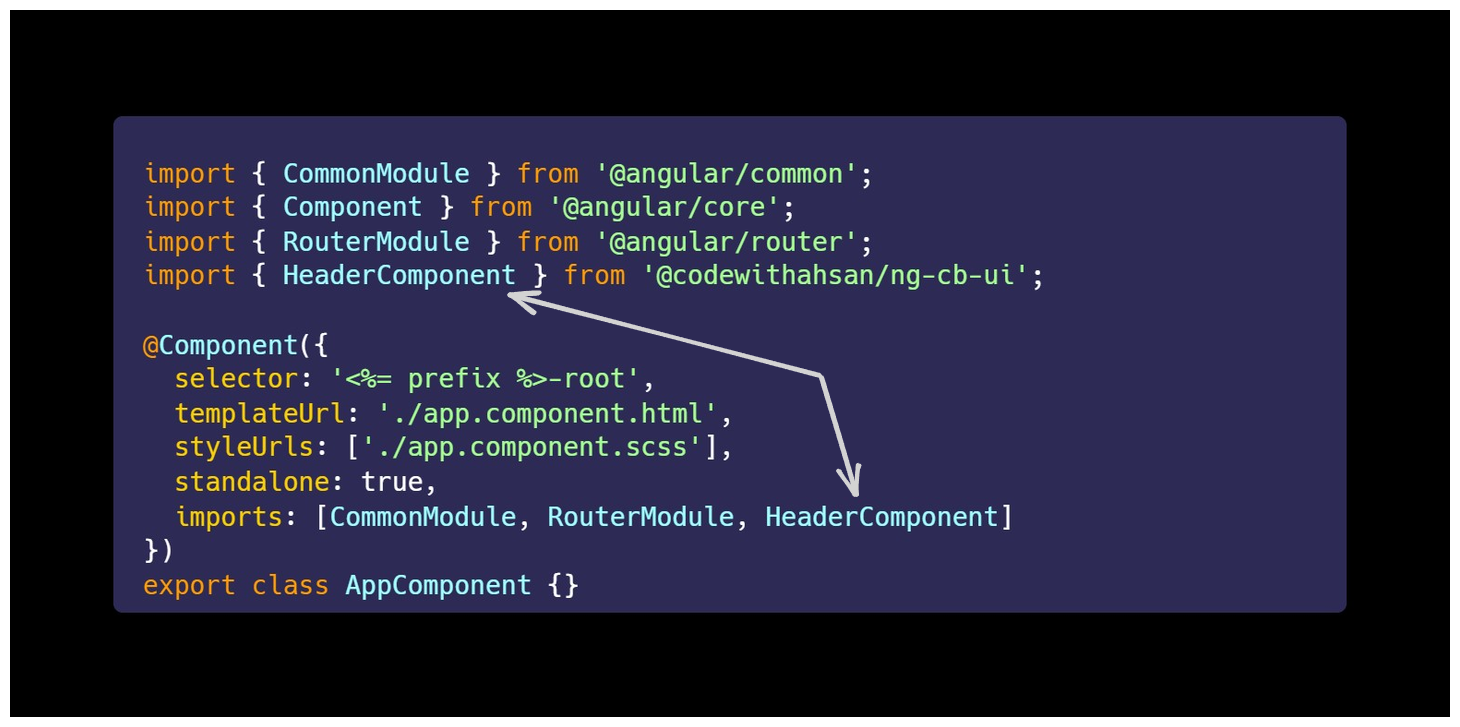 import { CommonModule } from '@angular/common';
import { Component } from '@angular/core';
import { RouterModule } from '@angular/router';
import { HeaderComponent } from '@codewithahsan/ng-cb-ui';

@Component({
  selector: '<%= prefix %>-root',
  templateUrl: './app.component.html',
  styleUrls: ['./app.component.scss'],
  standalone: true,
  imports: [CommonModule, RouterModule, HeaderComponent]
})
export class AppComponent {}